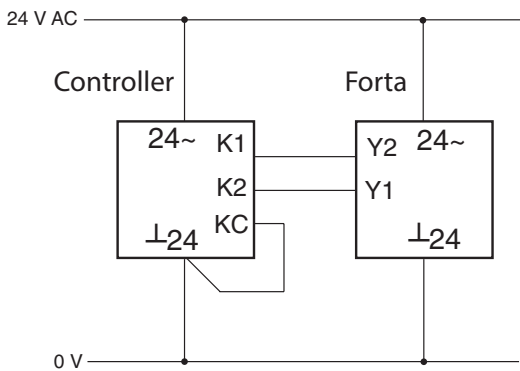 24 V AC
Controller
Forta
24~
K1
K2
KC
⊥24
Y2
24~
Y1
⊥24
0 V